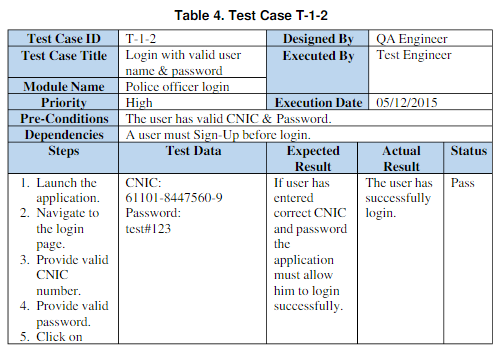 Table 4. Test Case T-1-2
Test Case ID T-1-2 Designed By QA Engineer
Test Case Title Login with valid user name & password Executed By Test Engineer
Module Name Police officer login
Priority High Execution Date 05/12/2015
Pre-Conditions The user has valid CNIC & Password.
Dependencies A user must Sign-Up before login.
Steps Test Data Expected Result Actual Result Status
1. Launch the
application.
2. Navigate to
the login
page.
3. Provide valid
CNIC
number.
4. Provide valid
password.
5. Click on
CNIC:
61101-8447560-9
Password:
test#123
If user has
entered
correct CNIC
and password
the
application
must allow
him to login
successfully.
The user has
successfully
login.
Pass